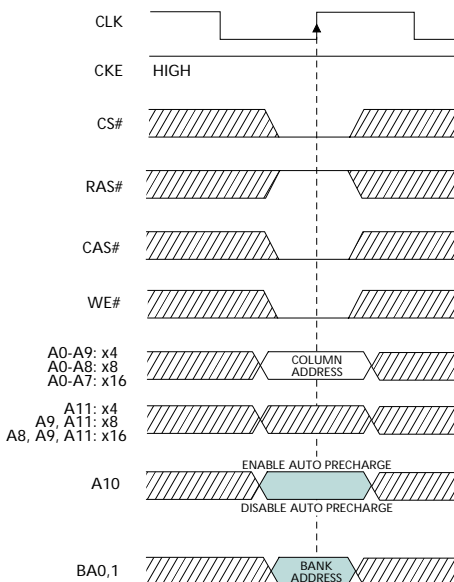 CLK
CKE HIGH
CS#
RAS#
CAS#
WE#
A0-A9: x4
A0-A8: x8
A0-A7: x16
COLUMN
ADDRESS
A11: x4
A9, A11: x8
A8, A9, A11: x16
ENABLE AUTO PRECHARGE
A10
DISABLE AUTO PRECHARGE
BA0,1
BANK
ADDRESS